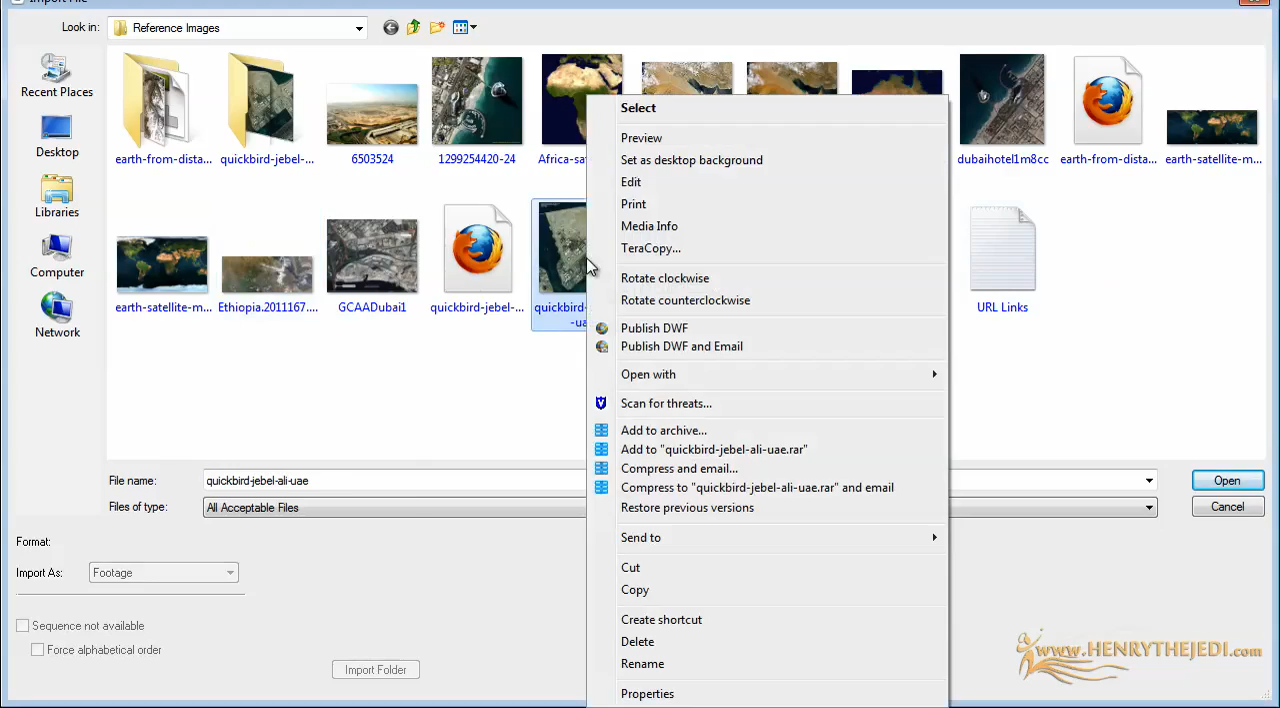 Import File
Look in:
Reference Images
Recent Places
Desktop
Libraries
Computer
Network
earth-from-dista...
quickbird-jebel-...
6503524
1299254420-24
Africa-sa
dubaihotel1m8cc
earth-from-dista...
earth-satellite-m...
earth-satellite-m...
Ethiopia.2011167....
GCAADubai1
quickbird-jebel-...
quickbird-
-ua
URL Links
Select
Preview
Set as desktop background
Edit
Print
Media Info
TeraCopy...
Rotate clockwise
Rotate counterclockwise
Publish DWF
Publish DWF and Email
Open with
Scan for threats...
Add to archive...
Add to "quickbird-jebel-ali-uae.rar"
Compress and email...
Compress to "quickbird-jebel-ali-uae.rar" and email
Restore previous versions
Send to
Cut
Copy
Create shortcut
Delete
Rename
Properties
File name:
quickbird-jebel-ali-uae
Open
Files of type:
All Acceptable Files
Cancel
Format:
Import As:
Footage
Sequence not available
Force alphabetical order
Import Folder
www.HENRYTHEJEDI.com